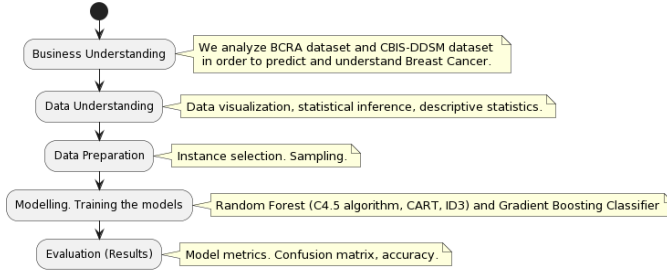 Business Understanding
We analyze BCRA dataset and CBIS-DDSM dataset
in order to predict and understand Breast Cancer.
Data Understanding
Data visualization, statistical inference, descriptive statistics.
Data Preparation
Instance selection. Sampling.
Modelling. Training the models
Random Forest (C4.5 algorithm, CART, ID3) and Gradient Boosting Classifier
Evaluation (Results)
Model metrics. Confusion matrix, accuracy.